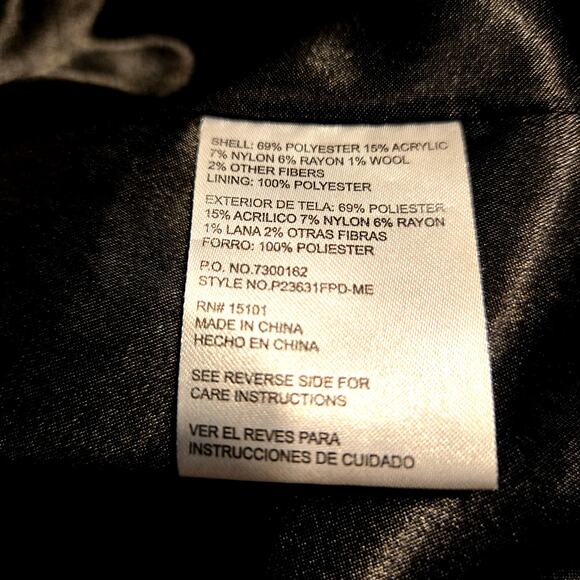 SHELL: 69% POLYESTER 15% ACRYLIC
7% NYLON 6% RAYON 1% WOOL
2% OTHER FIBERS
LINING: 100% POLYESTER
EXTERIOR DE TELA: 69% POLIESTER
15% ACRILICO 7% NYLON 6% RAYON
1% LANA 2% OTRAS FIBRAS
FORRO: 100% POLIESTER
P.O. NO.7300162
STYLE NO.P23631FPD-ME
RN# 15101
MADE IN CHINA
HECHO EN CHINA
SEE REVERSE SIDE FOR
CARE INSTRUCTIONS
VER EL REVES PARA
INSTRUCCIONES DE CUIDADO